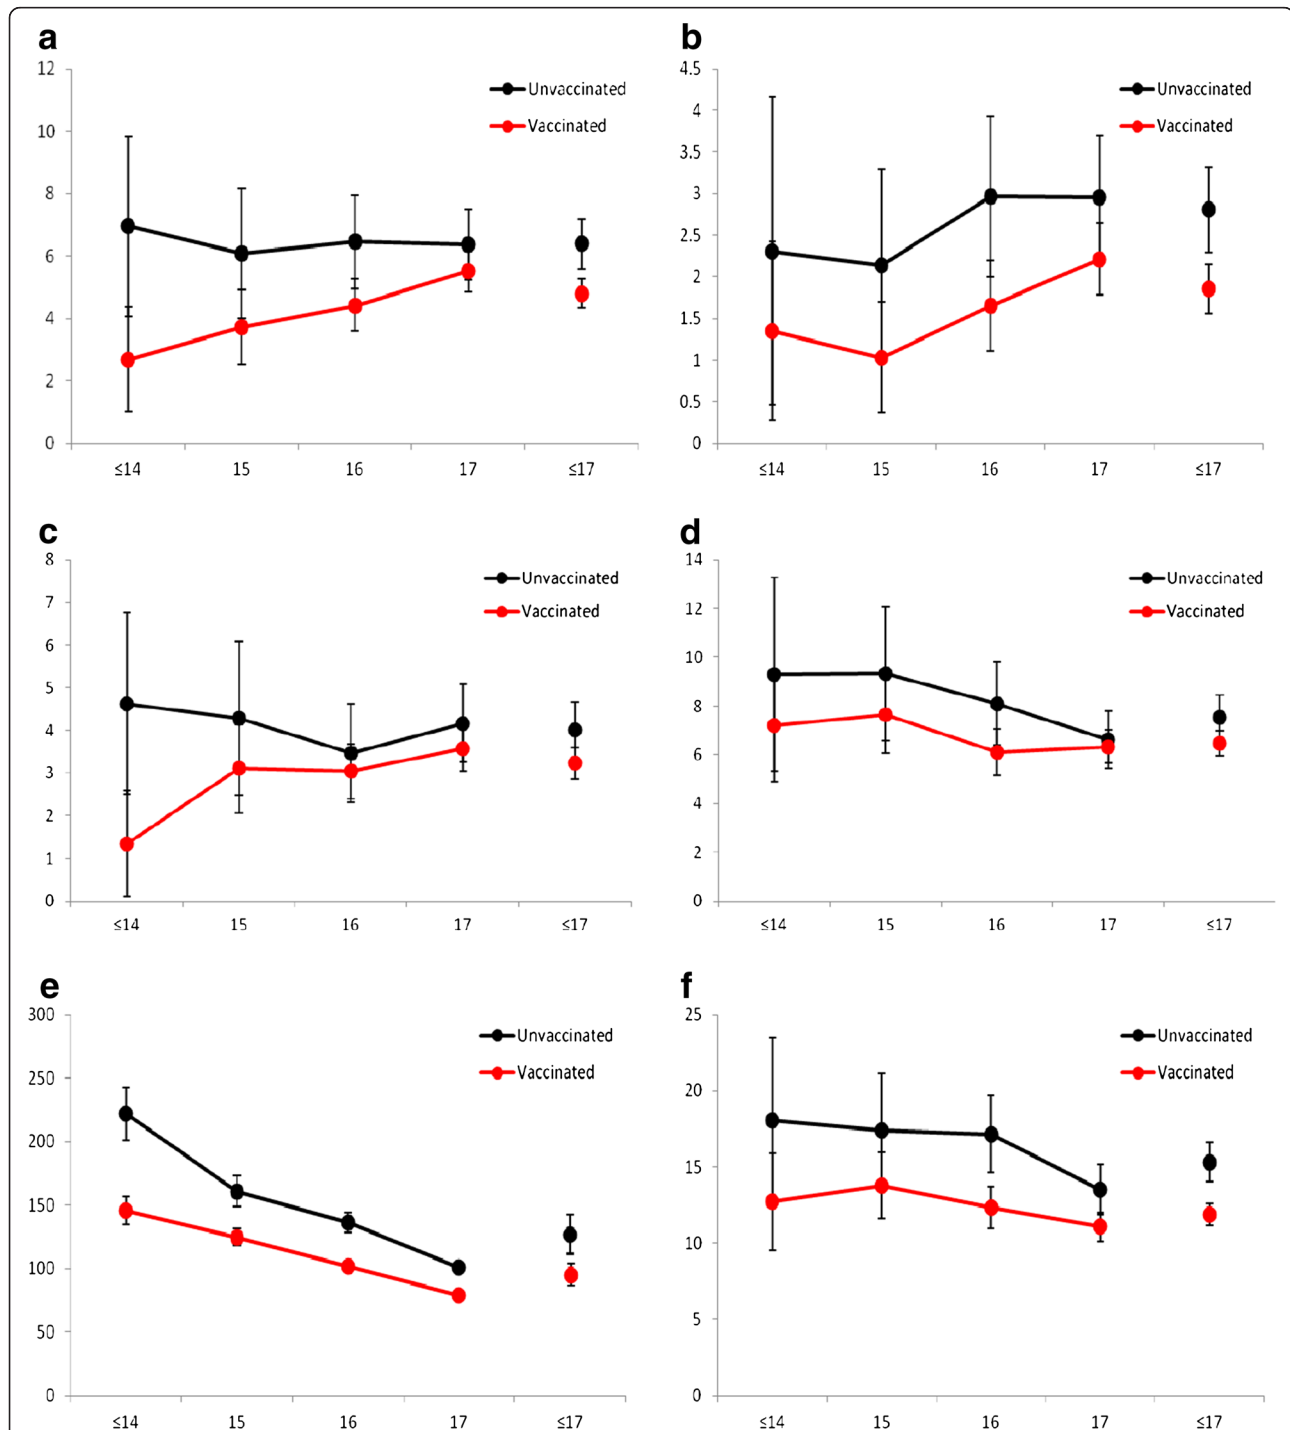 a
12
10
8
6
4
2
0
Unvaccinated
Vaccinated
≤14 15 16 17 ≤17
b
4.5
4
3.5
3
2.5
2
1.5
1
0.5
0
Unvaccinated
Vaccinated
≤14 15 16 17 ≤17
c
8
7
6
5
4
3
2
1
0
Unvaccinated
Vaccinated
≤14 15 16 17 ≤17
d
14
12
10
8
6
4
2
0
Unvaccinated
Vaccinated
≤14 15 16 17 ≤17
e
300
250
200
150
100
50
0
Unvaccinated
Vaccinated
≤14 15 16 17 ≤17
f
25
20
15
10
5
0
Unvaccinated
Vaccinated
≤14 15 16 17 ≤17